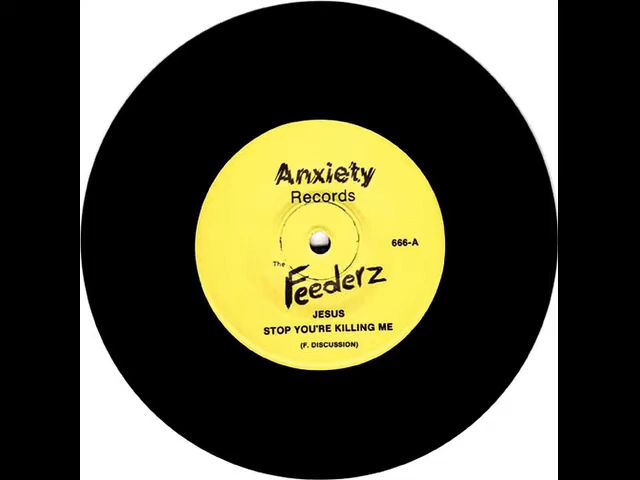 Anxiety
Records
666-A
The
Feederz
JESUS
STOP YOU'RE KILLING ME
(F. DISCUSSION)